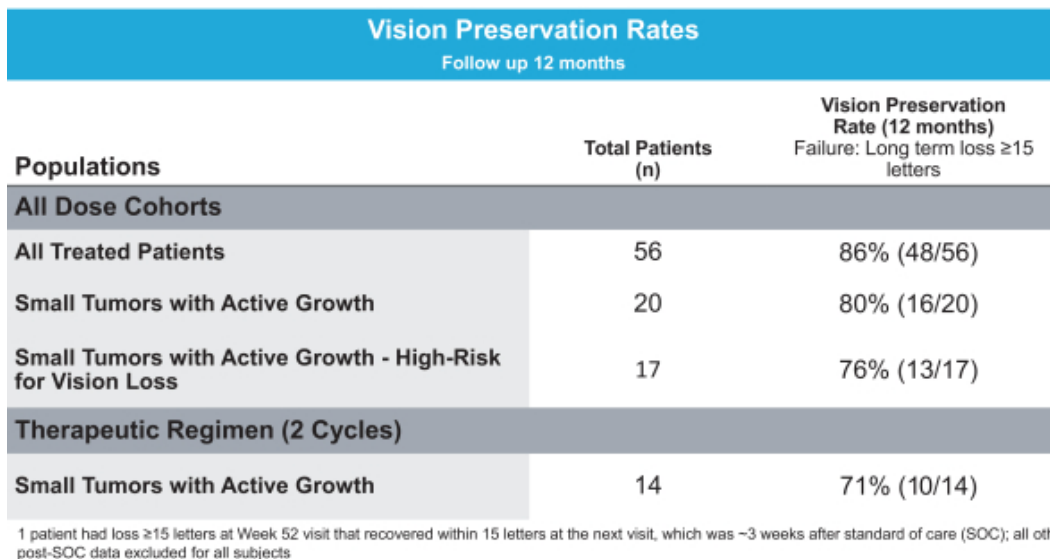 Vision Preservation Rates
Follow up 12 months
Populations
Total Patients
(n)
Vision Preservation
Rate (12 months)
Failure: Long term loss ≥15
letters
All Dose Cohorts
All Treated Patients 56 86% (48/56)
Small Tumors with Active Growth 20 80% (16/20)
Small Tumors with Active Growth - High-Risk
for Vision Loss 17 76% (13/17)
Therapeutic Regimen (2 Cycles)
Small Tumors with Active Growth 14 71% (10/14)
1 patient had loss ≥15 letters at Week 52 visit that recovered within 15 letters at the next visit, which was ~3 weeks after standard of care (SOC); all
post-SOC data excluded for all subjects